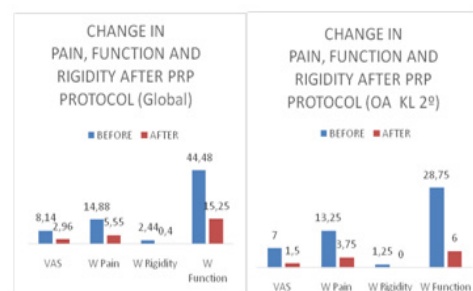 CHANGE IN
PAIN, FUNCTION AND
RIGIDITY AFTER PRP
PROTOCOL (Global)
BEFORE AFTER
44,48
8,14
2,96
14,88
5,55
2,44
0,4
15,25
VAS W Pain W Rigidity W
Function
CHANGE IN
PAIN, FUNCTION AND
RIGIDITY AFTER PRP
PROTOCOL (OA KL 2º)
BEFORE AFTER
28,75
7
1,5
13,25
3,75
1,25
0
6
VAS W Pain W Rigidity W Function